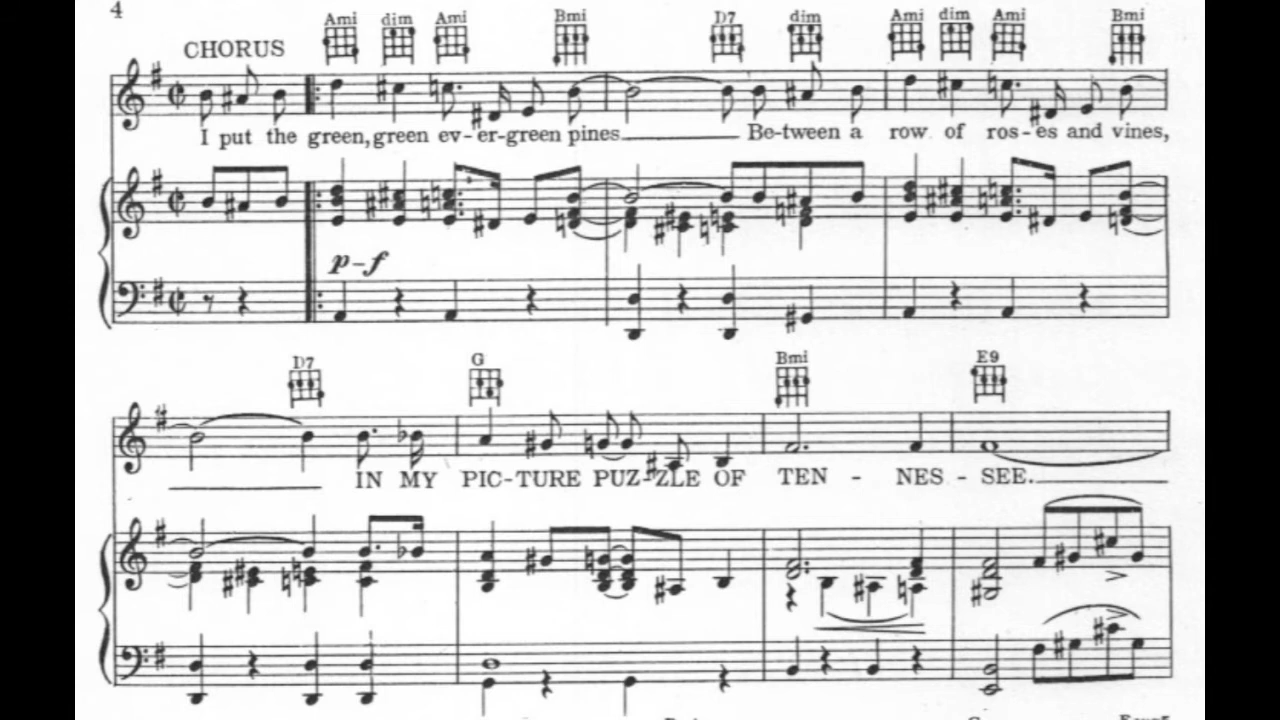 4
Ami dim Ami Bmi D7 dim Ami dim Ami Bmi
CHORUS
I put the green, green ev-er-green pines Be-tween a row of ros-es and vines,
p-f
D7 G Bmi E9
IN MY PIC-TURE PUZ-ZLE OF TEN - NES - SEE.